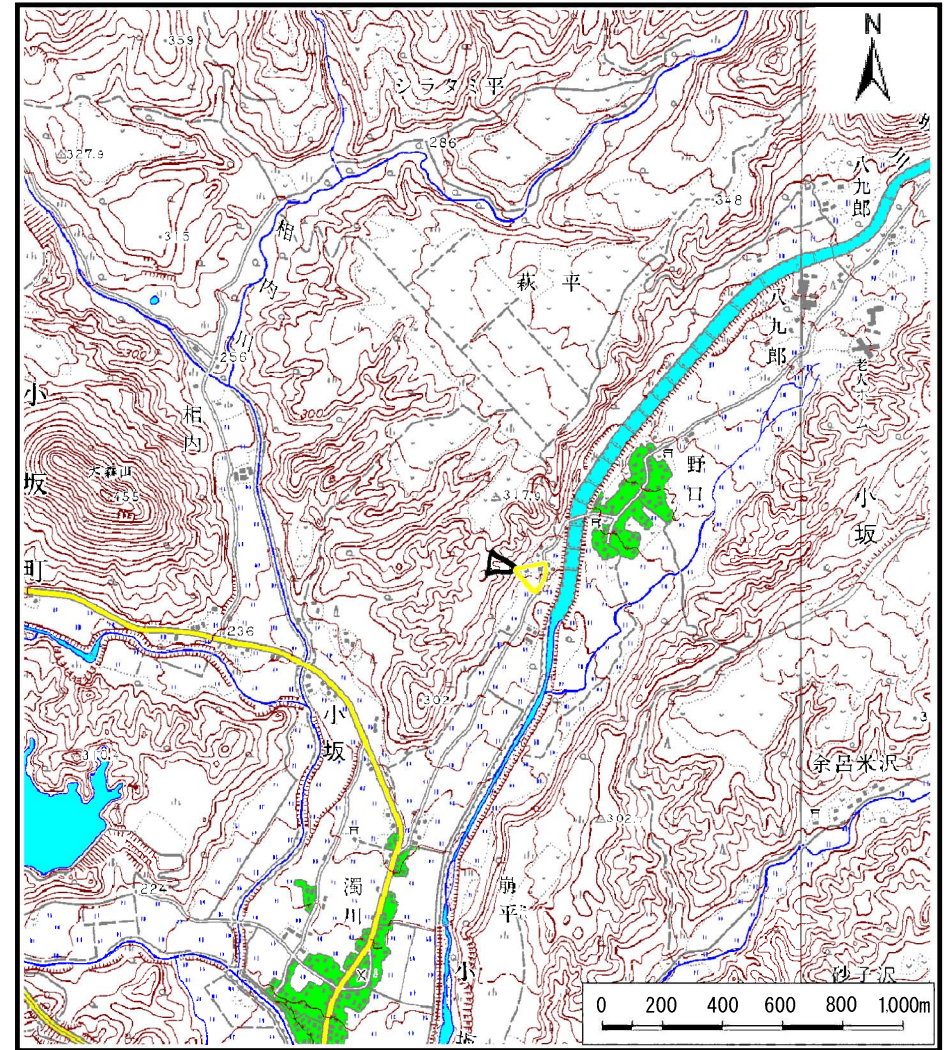 N
359
シラタミ平
286
327.9
348
八九郎
川
相内川
315
萩平
八九郎
256
300
老人ホーム
小坂町
相内
大森山
455
野口
317.9
小坂
236
302
小坂
余呂米沢
302
濁川
崩平
224
小坂
砂子沢
0 200 400 600 800 1,000m